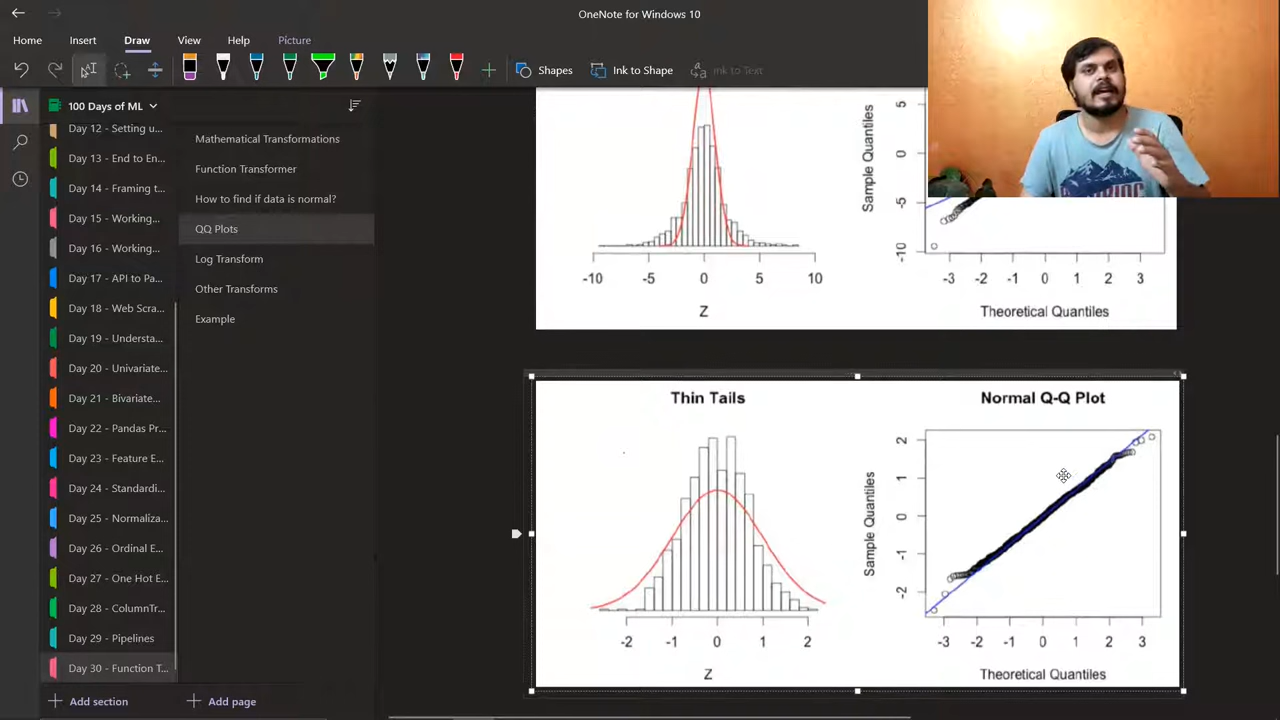 OneNote for Windows 10
Home Insert Draw View Help Picture
Shapes Ink to Shape Ink to Text
100 Days of ML
Day 12 - Setting u...
Day 13 - End to En...
Day 14 - Framing t...
Day 15 - Working...
Day 16 - Working...
Day 17 - API to Pa...
Day 18 - Web Scra...
Day 19 - Understa...
Day 20 - Univariate...
Day 21 - Bivariate...
Day 22 - Pandas Pr...
Day 23 - Feature E...
Day 24 - Standardi...
Day 25 - Normaliza...
Day 26 - Ordinal E...
Day 27 - One Hot E...
Day 28 - ColumnTr...
Day 29 - Pipelines
Day 30 - Function T...
Add section
Mathematical Transformations
Function Transformer
How to find if data is normal?
QQ Plots
Log Transform
Other Transforms
Example
Add page
-10 -5 0 5 10
Z
Sample Quantiles
5
0
-5
-10
-3 -2 -1 0 1 2 3
Theoretical Quantiles
Thin Tails
-2 -1 0 1 2
Z
Normal Q-Q Plot
Sample Quantiles
2
1
0
-1
-2
-3 -2 -1 0 1 2 3
Theoretical Quantiles